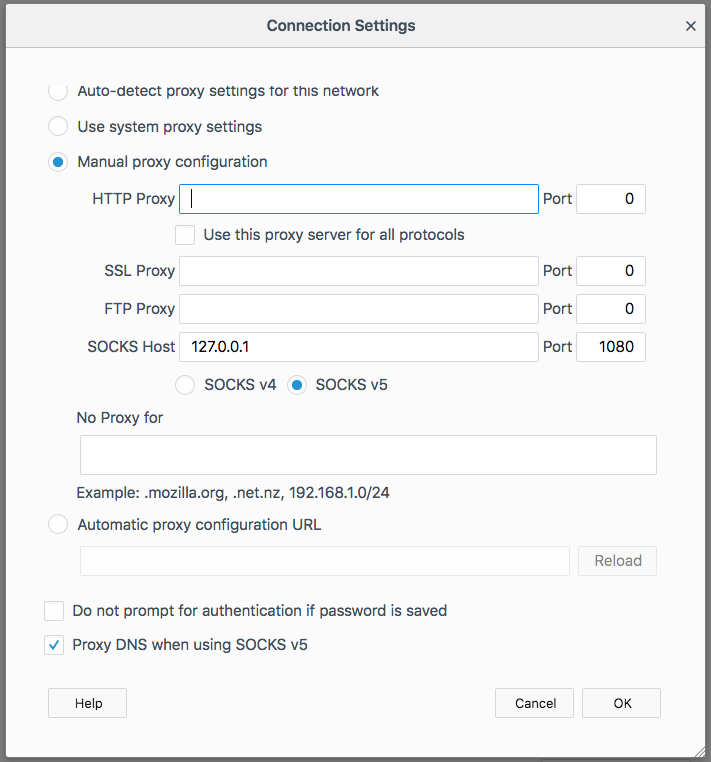 Connection Settings
Auto-detect proxy settings for this network
Use system proxy settings
Manual proxy configuration
HTTP Proxy Port 0
Use this proxy server for all protocols
SSL Proxy Port 0
FTP Proxy Port 0
SOCKS Host 127.0.0.1 Port 1080
SOCKS v4 SOCKS v5
No Proxy for
Example: .mozilla.org, .net.nz, 192.168.1.0/24
Automatic proxy configuration URL
Reload
Do not prompt for authentication if password is saved
Proxy DNS when using SOCKS v5
Help Cancel OK